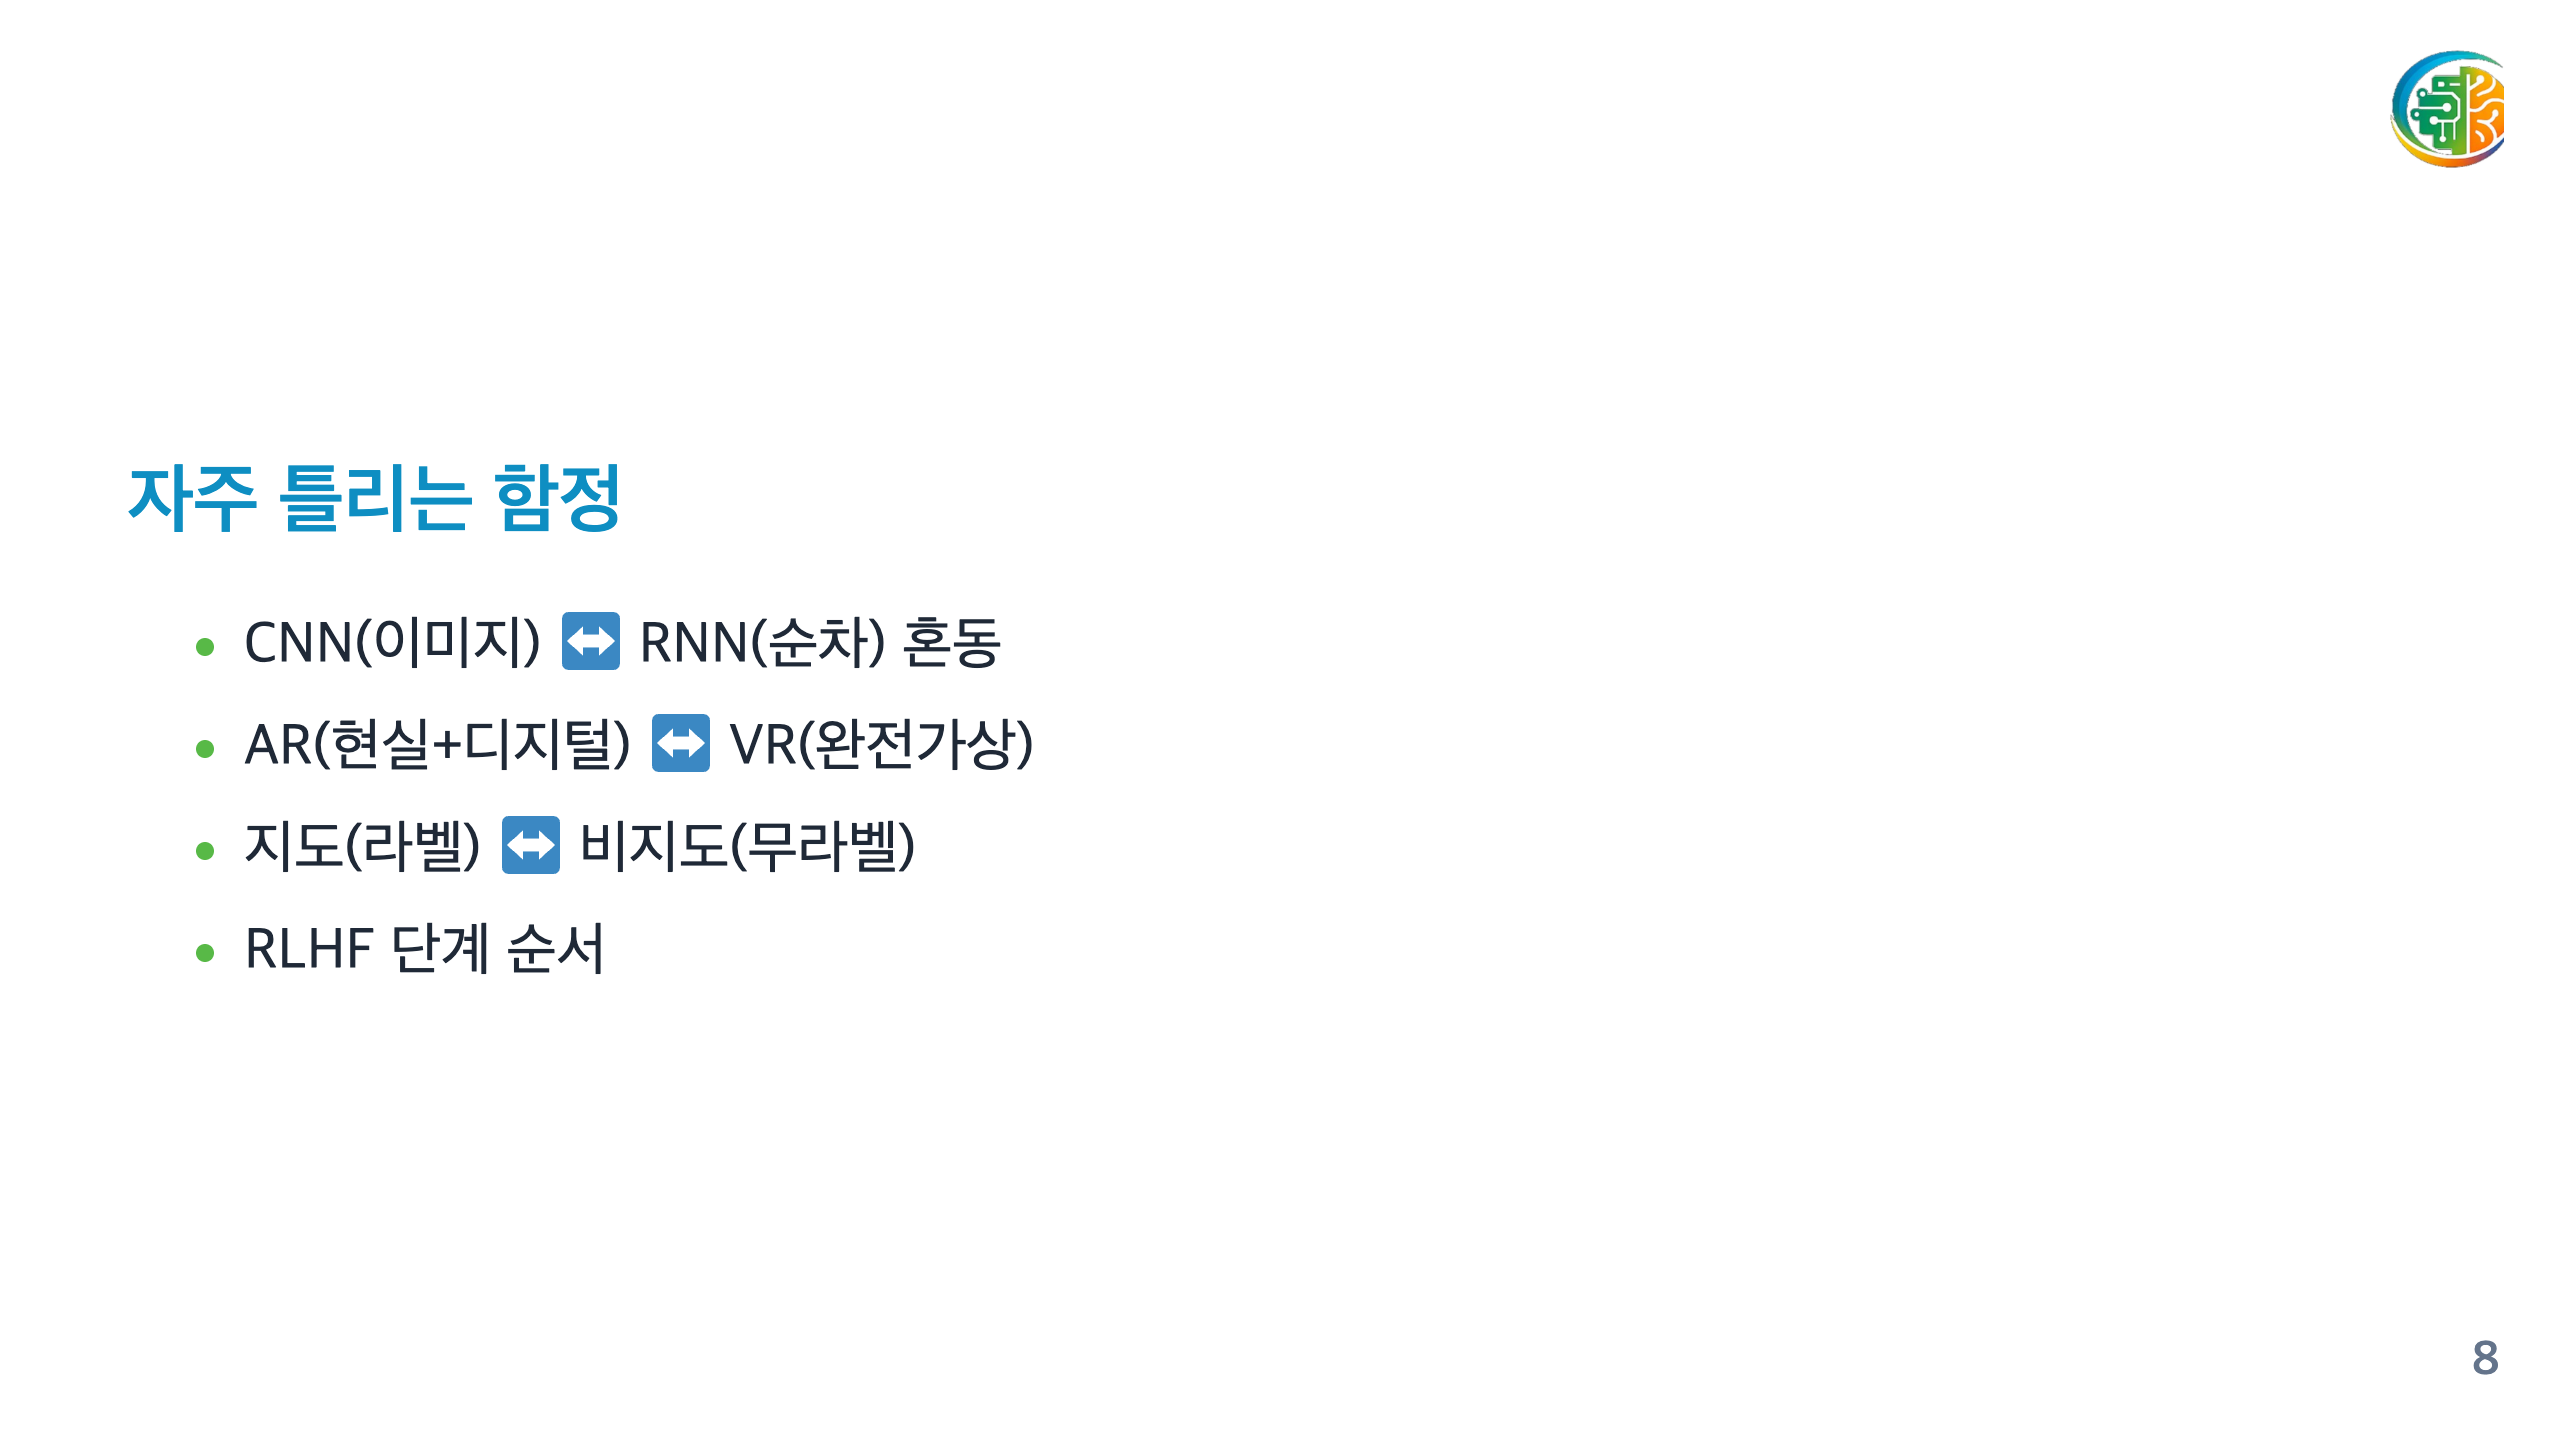 자주 틀리는 함정
• CNN(이미지) ↔️ RNN(순차) 혼동
• AR(현실+디지털) ↔️ VR(완전가상)
• 지도(라벨) ↔️ 비지도(무라벨)
• RLHF 단계 순서
8